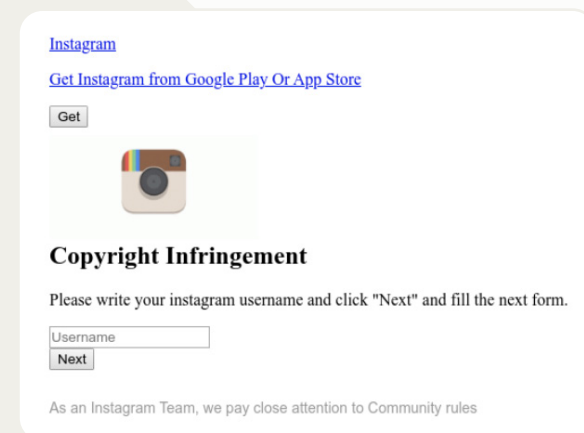 Instagram
Get Instagram from Google Play Or App Store
Get
Copyright Infringement
Please write your instagram username and click "Next" and fill the next form.
Username
Next
As an Instagram Team, we pay close attention to Community rules